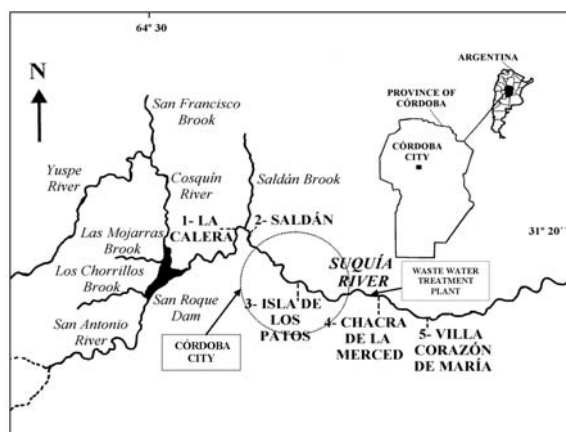 64º 30
ARGENTINA
N
PROVINCE OF
CÓRDOBA
San Francisco
Brook
CÓRDOBA
CITY
Yuspe
River
Cosquín
River
Saldán Brook
1- LA
CALERA
2- SALDÁN
Las Mojarras
Brook
31º 20´
SUQUÍA
RIVER
WASTE WATER
TREATMENT
PLANT
Los Chorrillos
Brook
San Roque
Dam
3- ISLA DE
LOS
PATOS
San Antonio
River
CÓRDOBA
CITY
4- CHACRA
DE LA
MERCED
5- VILLA
CORAZÓN
DE MARÍA